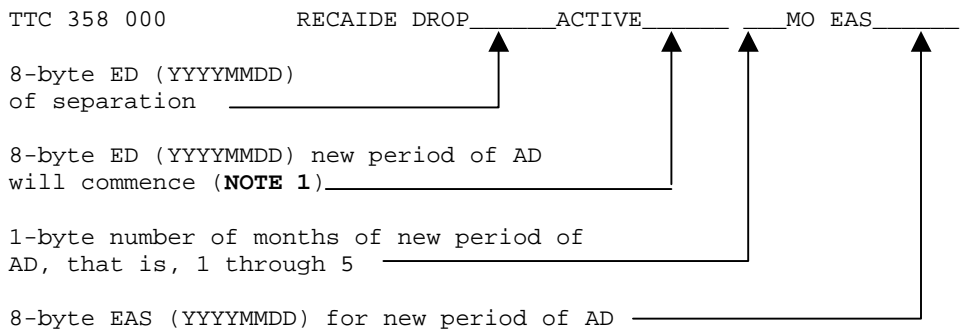 TTC 358 000 RECAIDE DROP______ACTIVE______ ___MO EAS______
8-byte ED (YYYYMMDD)
of separation
8-byte ED (YYYYMMDD) new period of AD
will commence (NOTE 1)
1-byte number of months of new period of
AD, that is, 1 through 5
8-byte EAS (YYYYMMDD) for new period of AD